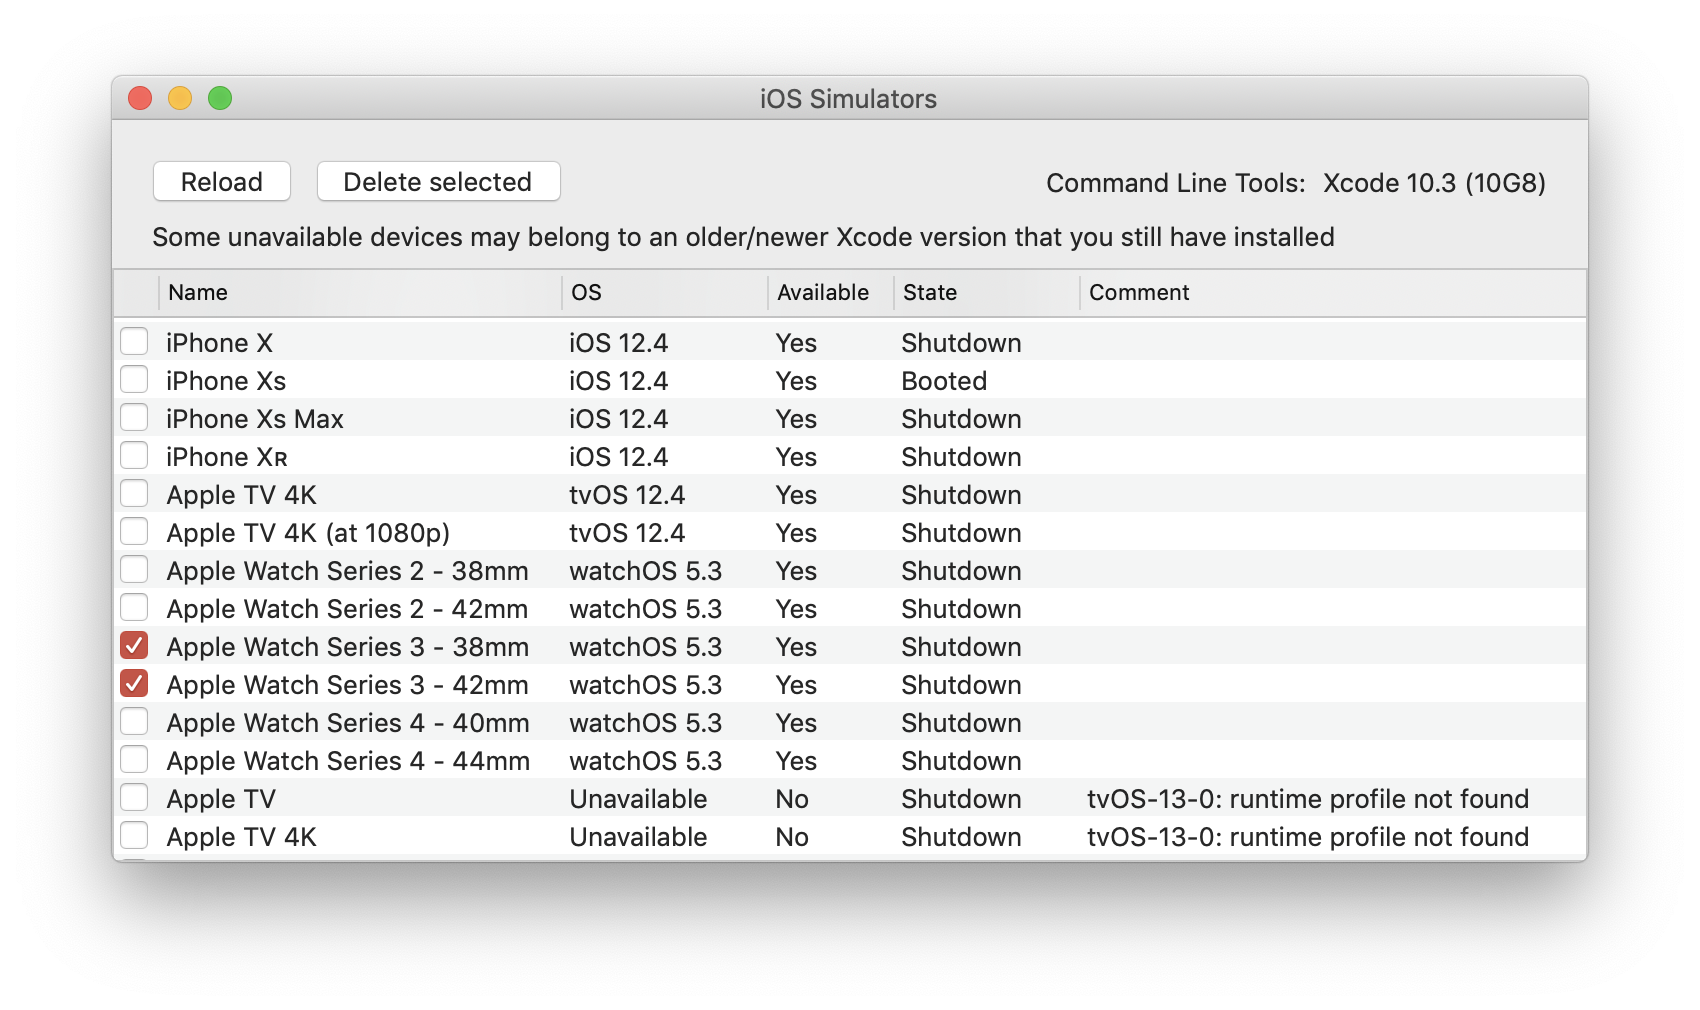 iOS Simulators
Reload Delete selected Command Line Tools: Xcode 10.3 (10G8)
Some unavailable devices may belong to an older/newer Xcode version that you still have installed
Name OS Available State Comment
iPhone X iOS 12.4 Yes Shutdown
iPhone Xs iOS 12.4 Yes Booted
iPhone Xs Max iOS 12.4 Yes Shutdown
iPhone Xʀ iOS 12.4 Yes Shutdown
Apple TV 4K tvOS 12.4 Yes Shutdown
Apple TV 4K (at 1080p) tvOS 12.4 Yes Shutdown
Apple Watch Series 2 - 38mm watchOS 5.3 Yes Shutdown
Apple Watch Series 2 - 42mm watchOS 5.3 Yes Shutdown
Apple Watch Series 3 - 38mm watchOS 5.3 Yes Shutdown
Apple Watch Series 3 - 42mm watchOS 5.3 Yes Shutdown
Apple Watch Series 4 - 40mm watchOS 5.3 Yes Shutdown
Apple Watch Series 4 - 44mm watchOS 5.3 Yes Shutdown
Apple TV Unavailable No Shutdown tvOS-13-0: runtime profile not found
Apple TV 4K Unavailable No Shutdown tvOS-13-0: runtime profile not found